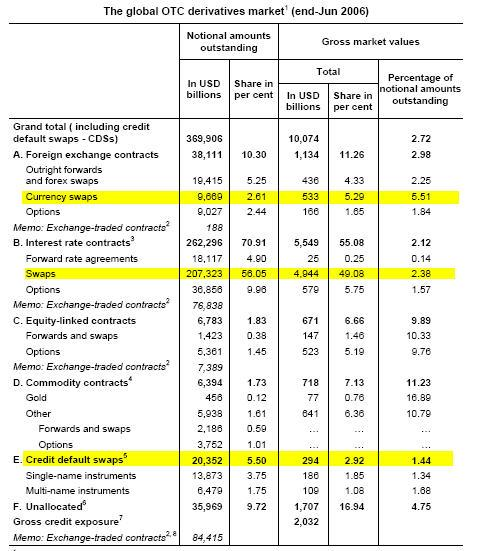 The global OTC derivatives market¹ (end-Jun 2006)
Notional amounts outstanding Gross market values
In USD billions Share in per cent Total Percentage of notional amounts outstanding
In USD billions Share in per cent
Grand total ( including credit
default swaps - CDSs) 369,906 10,074 2.72
A. Foreign exchange contracts 38,111 10.30 1,134 11.26 2.98
Outright forwards
and forex swaps 19,415 5.25 436 4.33 2.25
Currency swaps 9,669 2.61 533 5.29 5.51
Options 9,027 2.44 166 1.65 1.84
Memo: Exchange-traded contracts² 188
B. Interest rate contracts³ 262,296 70.91 5,549 55.08 2.12
Forward rate agreements 18,117 4.90 25 0.25 0.14
Swaps 207,323 56.05 4,944 49.08 2.38
Options 36,856 9.96 579 5.75 1.57
Memo: Exchange-traded contracts² 76,838
C. Equity-linked contracts 6,783 1.83 671 6.66 9.89
Forwards and swaps 1,423 0.38 147 1.46 10.33
Options 5,361 1.45 523 5.19 9.76
Memo: Exchange-traded contracts² 7,389
D. Commodity contracts⁴ 6,394 1.73 718 7.13 11.23
Gold 456 0.12 77 0.76 16.89
Other 5,938 1.61 641 6.36 10.79
Forwards and swaps 2,186 0.59 ... ... ...
Options 3,752 1.01 ... ... ...
E. Credit default swaps⁵ 20,352 5.50 294 2.92 1.44
Single-name instruments 13,873 3.75 186 1.85 1.34
Multi-name instruments 6,479 1.75 109 1.08 1.68
F. Unallocated⁶ 35,969 9.72 1,707 16.94 4.75
Gross credit exposure⁷ 2,032
Memo: Exchange-traded contracts²,⁸ 84,415